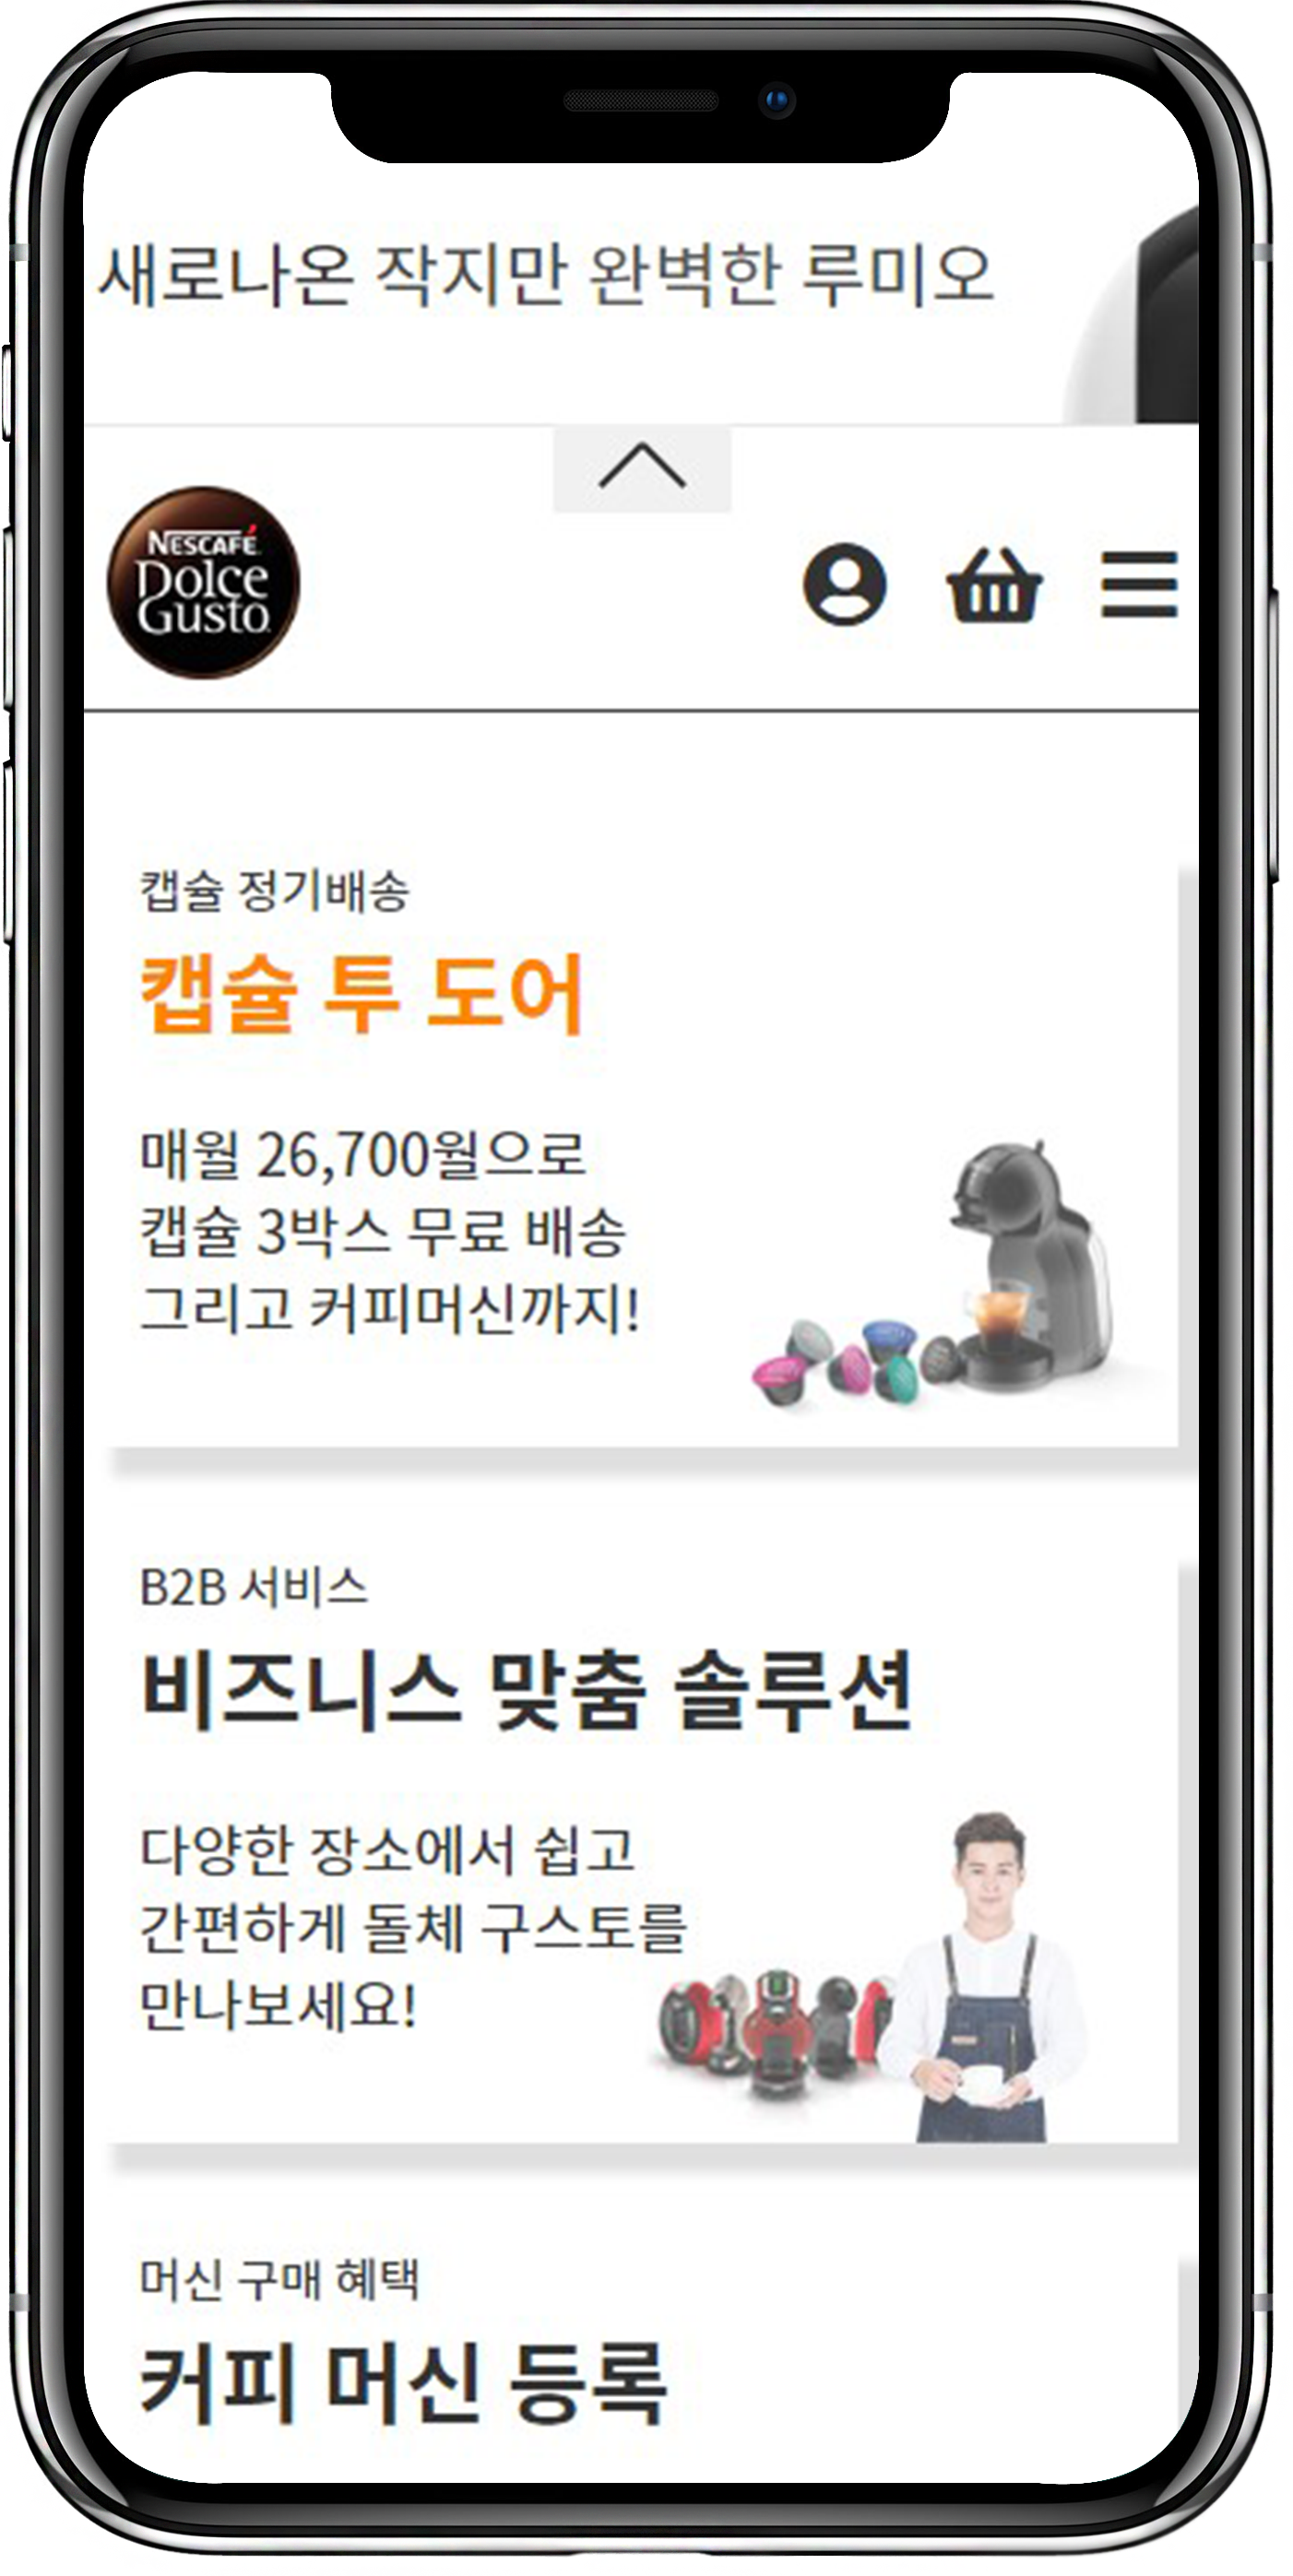 새로나온 작지만 완벽한 루미오
NESCAFÉ
Dolce
Gusto
캡슐 정기배송
캡슐 투 도어
매월 26,700월으로
캡슐 3박스 무료 배송
그리고 커피머신까지!
B2B 서비스
비즈니스 맞춤 솔루션
다양한 장소에서 쉽고
간편하게 돌체 구스토를
만나보세요!
머신 구매 혜택
커피 머신 등록